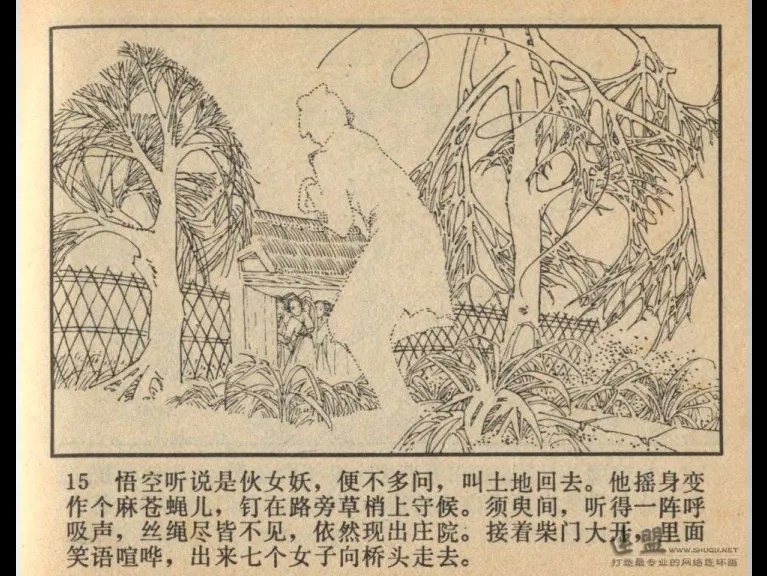 15 悟空听说是伙女妖，便不多问，叫土地回去。他摇身变
作个麻苍蝇儿，钉在路旁草梢上守候。须臾间，听得一阵呼
吸声，丝绳尽皆不见，依然现出庄院。接着柴门大开，里面
笑语喧哗，出来七个女子向桥头走去。
WWW.SHUQU.NET
打造最专业的网络连环画